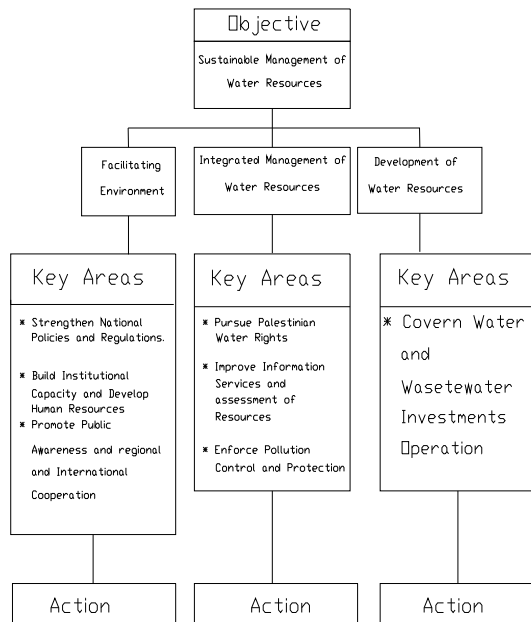 Objective
Sustainable Management of
Water Resources
Facilitating
Environment
Integrated Management of
Water Resources
Development of
Water Resources
Key Areas
* Strengthen National
Policies and Regulations.
* Build Institutional
Capacity and Develop
Human Resources
* Promote Public
Awareness and regional
and International
Cooperation
Key Areas
* Pursue Palestinian
Water Rights
* Improve Information
Services and
assessment of
Resources
* Enforce Pollution
Control and Protection
Key Areas
* Covern Water
and
Wasetewater
Investments
Operation
Action
Action
Action